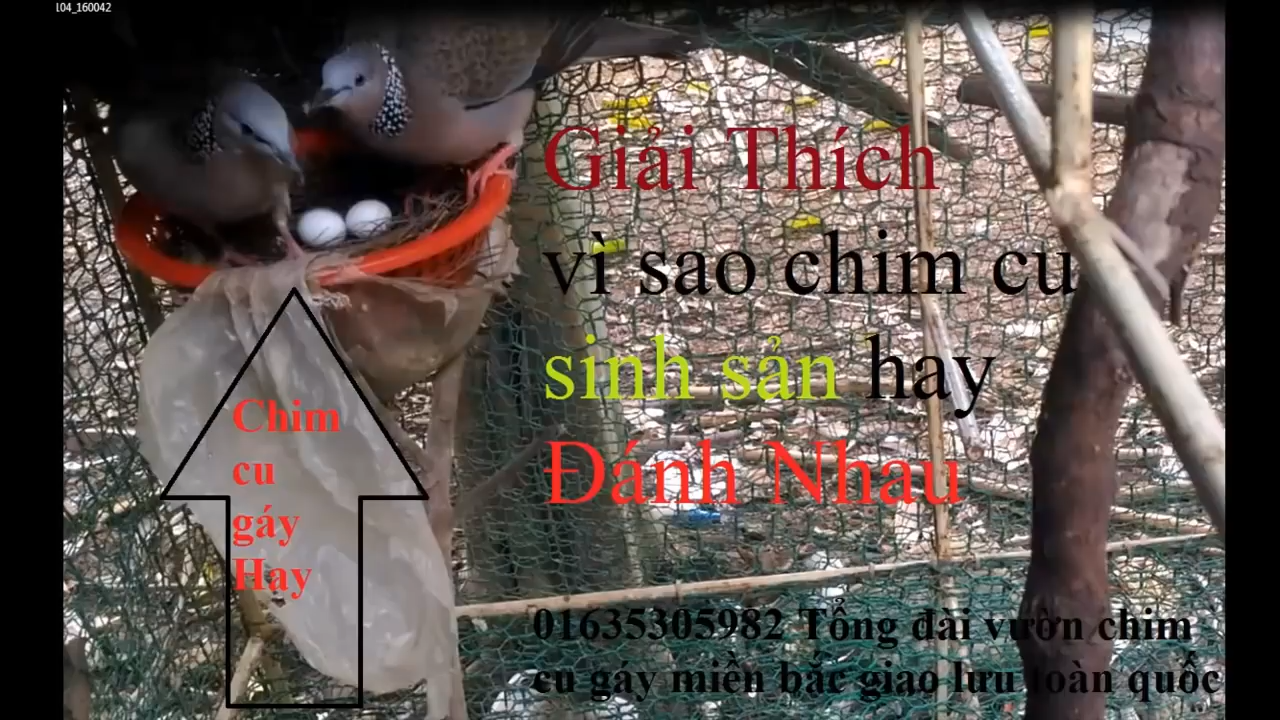 104_160042
Giải Thích
vì sao chim cu
sinh sản hay
Đánh Nhau
Chim
cu
gáy
Hay
01635305982 Tổng đài vườn chim
cu gáy miền bắc giao lưu toàn quốc